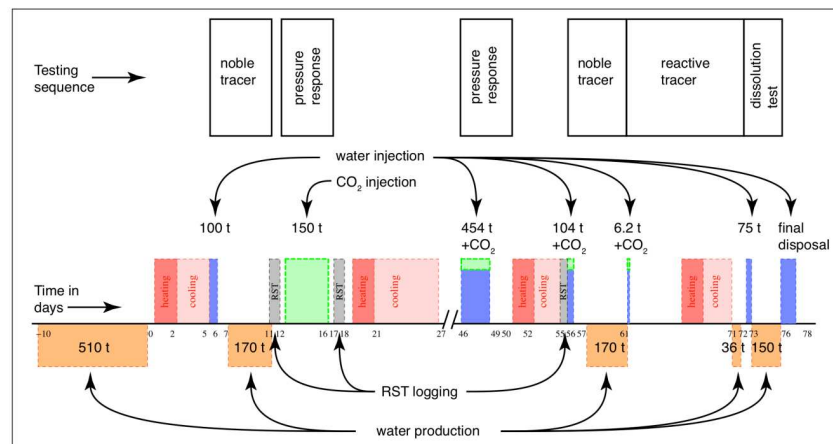 Testing
sequence
noble
tracer
pressure
response
pressure
response
noble
tracer
reactive
tracer
dissolution
test
water injection
CO₂ injection
100 t
150 t
454 t
+CO₂
104 t
+CO₂
6.2 t
+CO₂
75 t
final
disposal
Time in
days
heating
cooling
RST
RST
heating
cooling
heating
cooling
RST
heating
cooling
−10 0 2 5 6 7 11 12 16 17 18 21 27 46 49 50 52 55 56 57 61 71 72 73 76 78
510 t
170 t
170 t
36 t
150 t
RST logging
water production